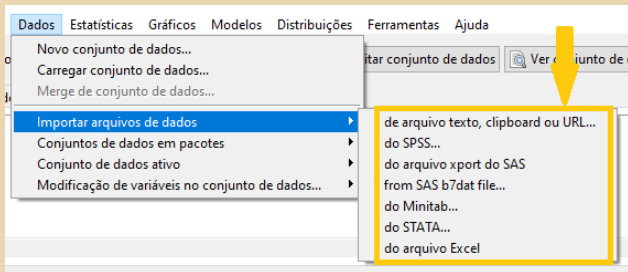 Dados Estatísticas Gráficos Modelos Distribuições Ferramentas Ajuda
Novo conjunto de dados...
itar conjunto de dados Ver conjunto de
Carregar conjunto de dados...
Merge de conjunto de dados...
Importar arquivos de dados
de arquivo texto, clipboard ou URL...
Conjuntos de dados em pacotes
do SPSS...
Conjunto de dados ativo
do arquivo xport do SAS
Modificação de variáveis no conjunto de dados...
from SAS b7dat file...
do Minitab...
do STATA...
do arquivo Excel